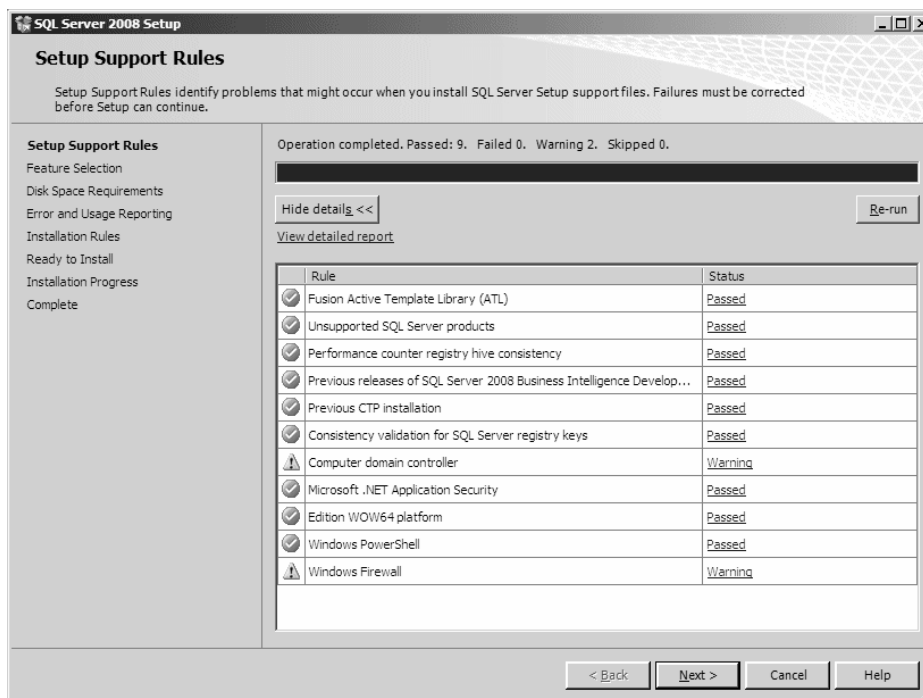 SQL Server 2008 Setup
Setup Support Rules
Setup Support Rules identify problems that might occur when you install SQL Server Setup support files. Failures must be corrected
before Setup can continue.
Setup Support Rules
Feature Selection
Disk Space Requirements
Error and Usage Reporting
Installation Rules
Ready to Install
Installation Progress
Complete
Operation completed. Passed: 9. Failed 0. Warning 2. Skipped 0.
Hide details <<
Re-run
View detailed report
Rule Status
Fusion Active Template Library (ATL) Passed
Unsupported SQL Server products Passed
Performance counter registry hive consistency Passed
Previous releases of SQL Server 2008 Business Intelligence Develop... Passed
Previous CTP installation Passed
Consistency validation for SQL Server registry keys Passed
Computer domain controller Warning
Microsoft .NET Application Security Passed
Edition WOW64 platform Passed
Windows PowerShell Passed
Windows Firewall Warning
< Back Next > Cancel Help